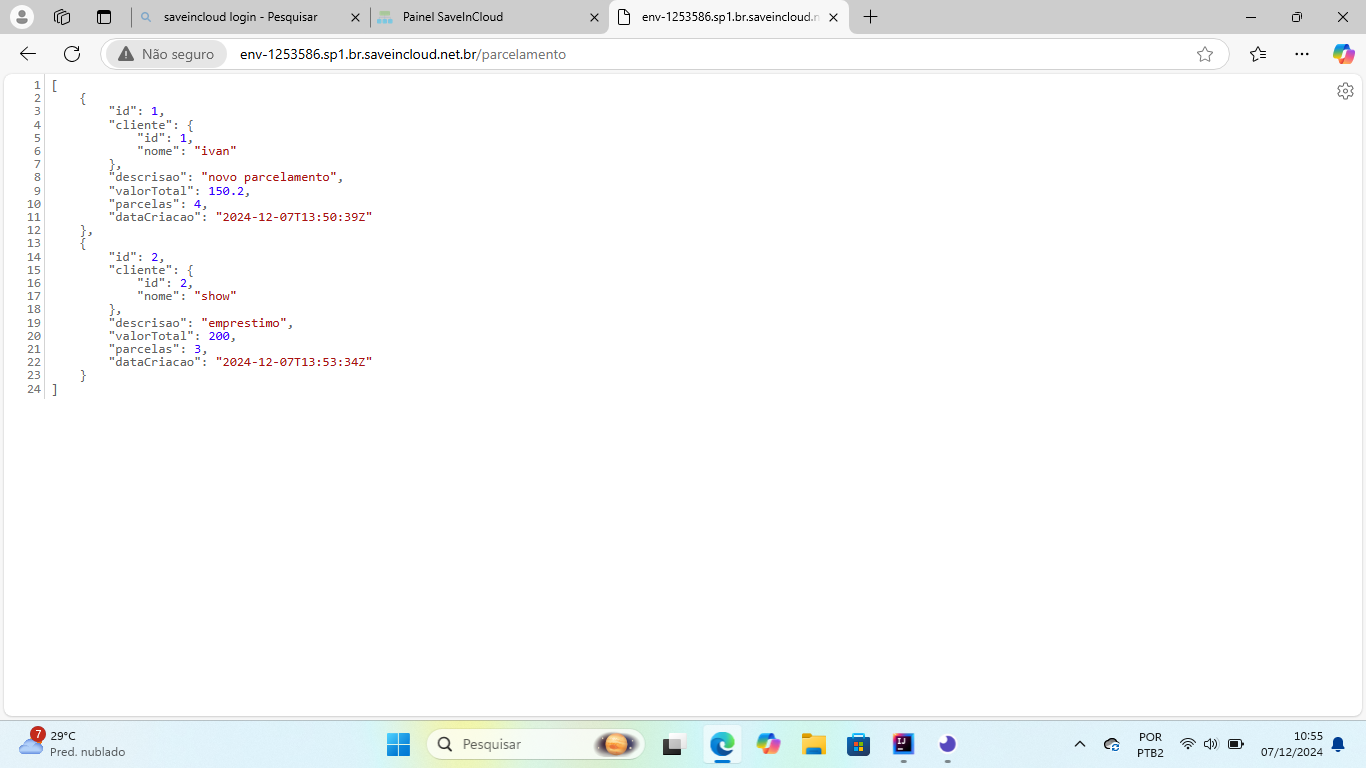 saveincloud login - Pesquisar
Painel SaveInCloud
env-1253586.sp1.br.saveincloud.n
Não seguro
env-1253586.sp1.br.saveincloud.net.br/parcelamento
1 [
2 {
3 "id": 1,
4 "cliente": {
5 "id": 1,
6 "nome": "ivan"
7 },
8 "descrisao": "novo parcelamento",
9 "valorTotal": 150.2,
10 "parcelas": 4,
11 "dataCriacao": "2024-12-07T13:50:39Z"
12 },
13 {
14 "id": 2,
15 "cliente": {
16 "id": 2,
17 "nome": "show"
18 },
19 "descrisao": "emprestimo",
20 "valorTotal": 200,
21 "parcelas": 3,
22 "dataCriacao": "2024-12-07T13:53:34Z"
23 }
24 ]
7
29°C
Pred. nublado
Pesquisar
IJ
POR
PTB2
10:55
07/12/2024